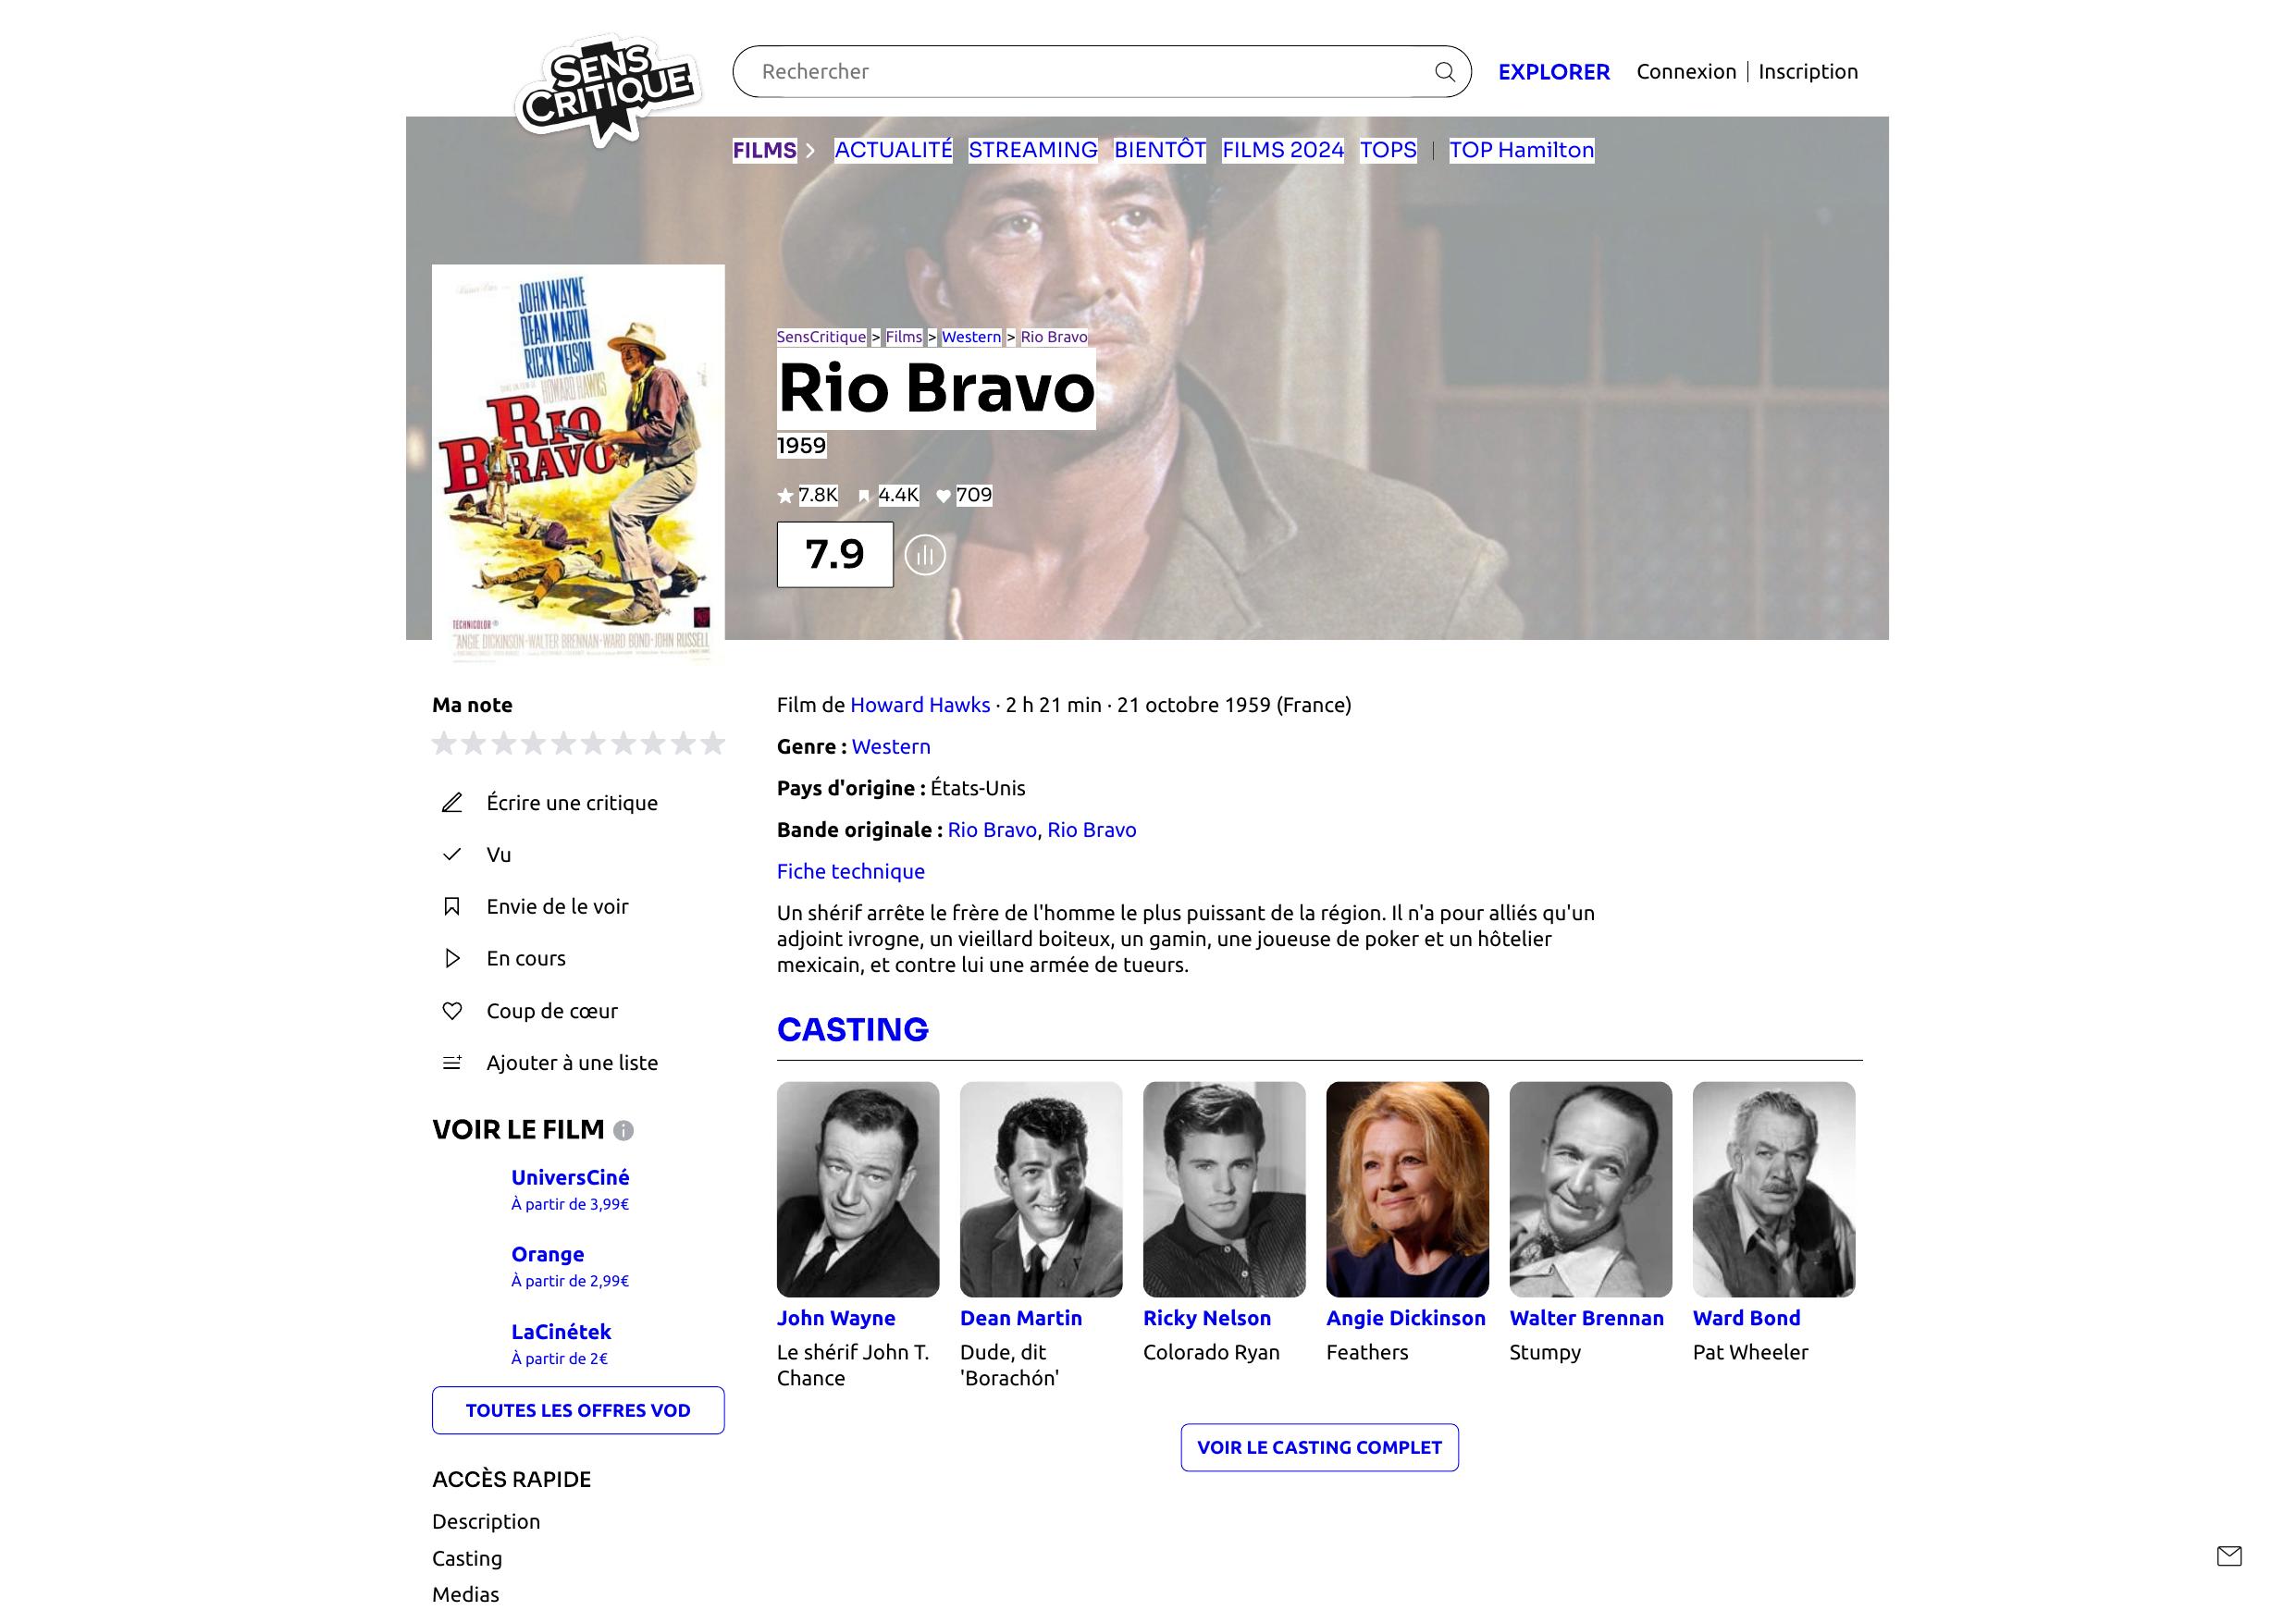 SENS
CRITIQUE
Rechercher
EXPLORER
Connexion | Inscription
FILMS
ACTUALITÉ STREAMING BIENTÔT FILMS 2024 TOPS | TOP Hamilton
JOHN WAYNE
DEAN MARTIN
RICKY NELSON
HOWARD HAWKS
RIO
BRAVO
TECHNICOLOR®
ANGIE DICKINSON-WALTER BRENNAN-WARD BOND-JOHN RUSSELL
SensCritique > Films > Western > Rio Bravo
Rio Bravo
1959
7.8K 4.4K 709
7.9
Ma note
Écrire une critique
Vu
Envie de le voir
En cours
Coup de cœur
Ajouter à une liste
VOIR LE FILM
UniversCiné
À partir de 3,99€
Orange
À partir de 2,99€
LaCinétek
À partir de 2€
TOUTES LES OFFRES VOD
ACCÈS RAPIDE
Description
Casting
Medias
Film de Howard Hawks · 2 h 21 min · 21 octobre 1959 (France)
Genre : Western
Pays d'origine : États-Unis
Bande originale : Rio Bravo, Rio Bravo
Fiche technique
Un shérif arrête le frère de l'homme le plus puissant de la région. Il n'a pour alliés qu'un
adjoint ivrogne, un vieillard boiteux, un gamin, une joueuse de poker et un hôtelier
mexicain, et contre lui une armée de tueurs.
CASTING
John Wayne
Le shérif John T.
Chance
Dean Martin
Dude, dit
'Borachón'
Ricky Nelson
Colorado Ryan
Angie Dickinson
Feathers
Walter Brennan
Stumpy
Ward Bond
Pat Wheeler
VOIR LE CASTING COMPLET